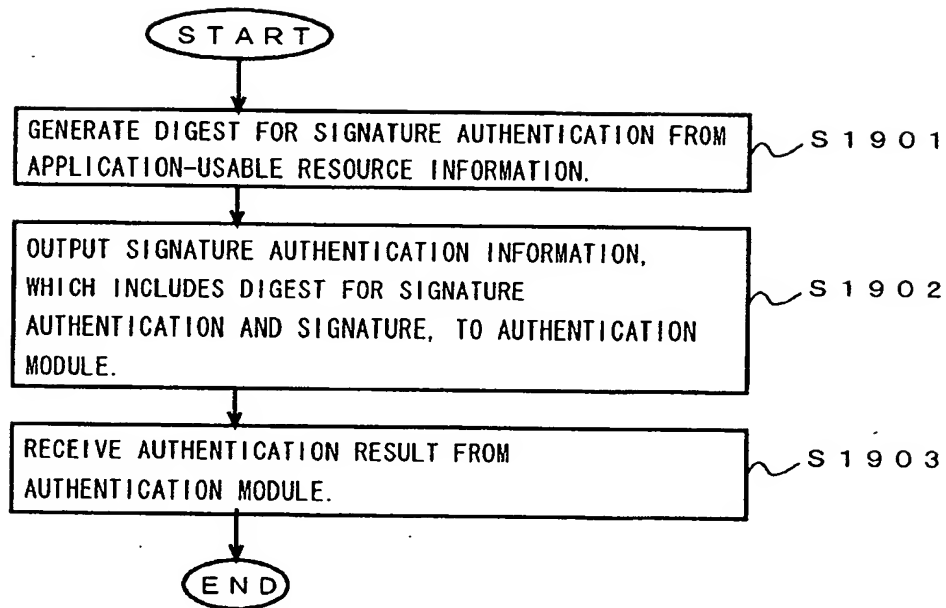 START
GENERATE DIGEST FOR SIGNATURE AUTHENTICATION FROM
APPLICATION-USABLE RESOURCE INFORMATION.
S1901
OUTPUT SIGNATURE AUTHENTICATION INFORMATION,
WHICH INCLUDES DIGEST FOR SIGNATURE
AUTHENTICATION AND SIGNATURE, TO AUTHENTICATION
MODULE.
S1902
RECEIVE AUTHENTICATION RESULT FROM
AUTHENTICATION MODULE.
S1903
END